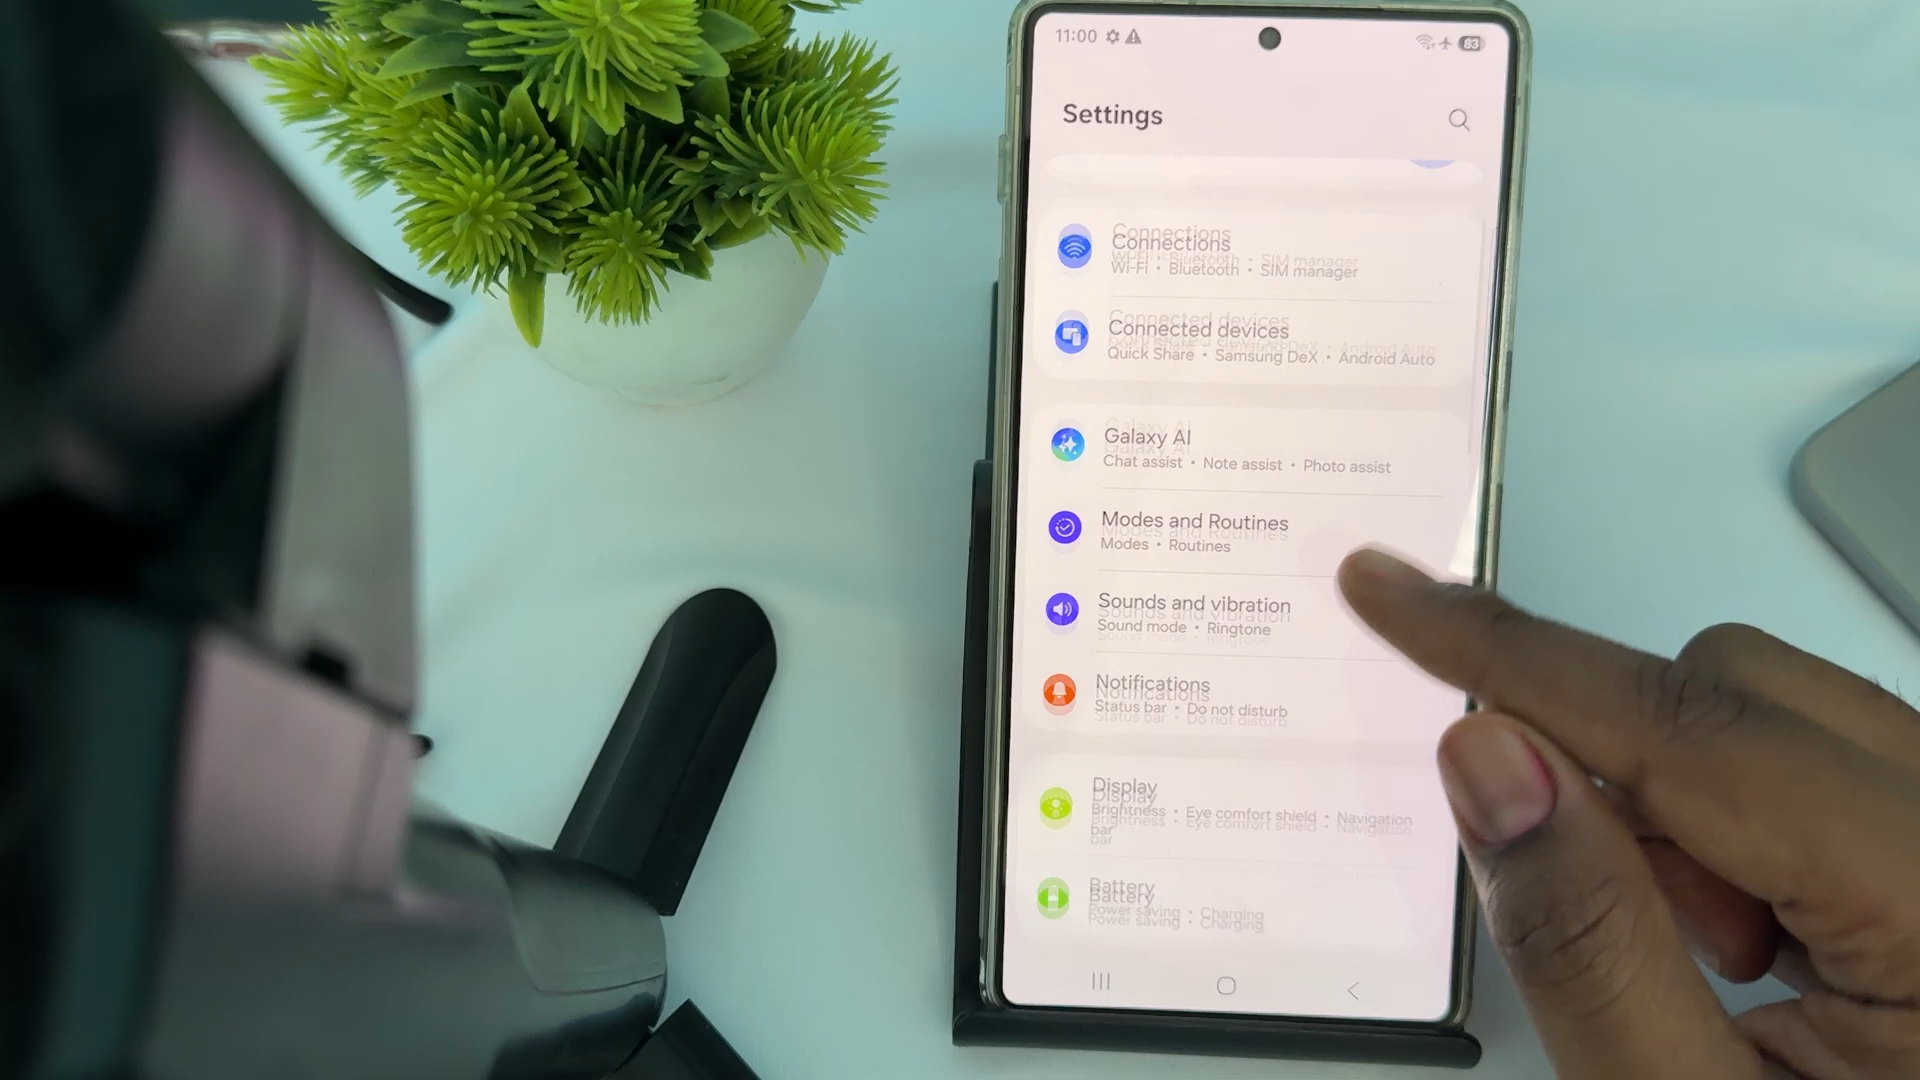 11:00
83
Settings
Connections
Wi-Fi • Bluetooth • SIM manager
Connected devices
Quick Share • Samsung DeX • Android Auto
Galaxy AI
Chat assist • Note assist • Photo assist
Modes and Routines
Modes • Routines
Sounds and vibration
Sound mode • Ringtone
Notifications
Status bar • Do not disturb
Display
Brightness • Eye comfort shield • Navigation
bar
Battery
Power saving • Charging